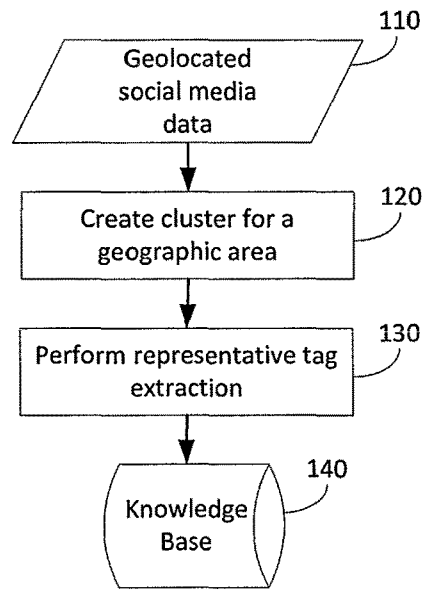 110
Geolocated
social media
data
120
Create cluster for a
geographic area
130
Perform representative tag
extraction
140
Knowledge
Base